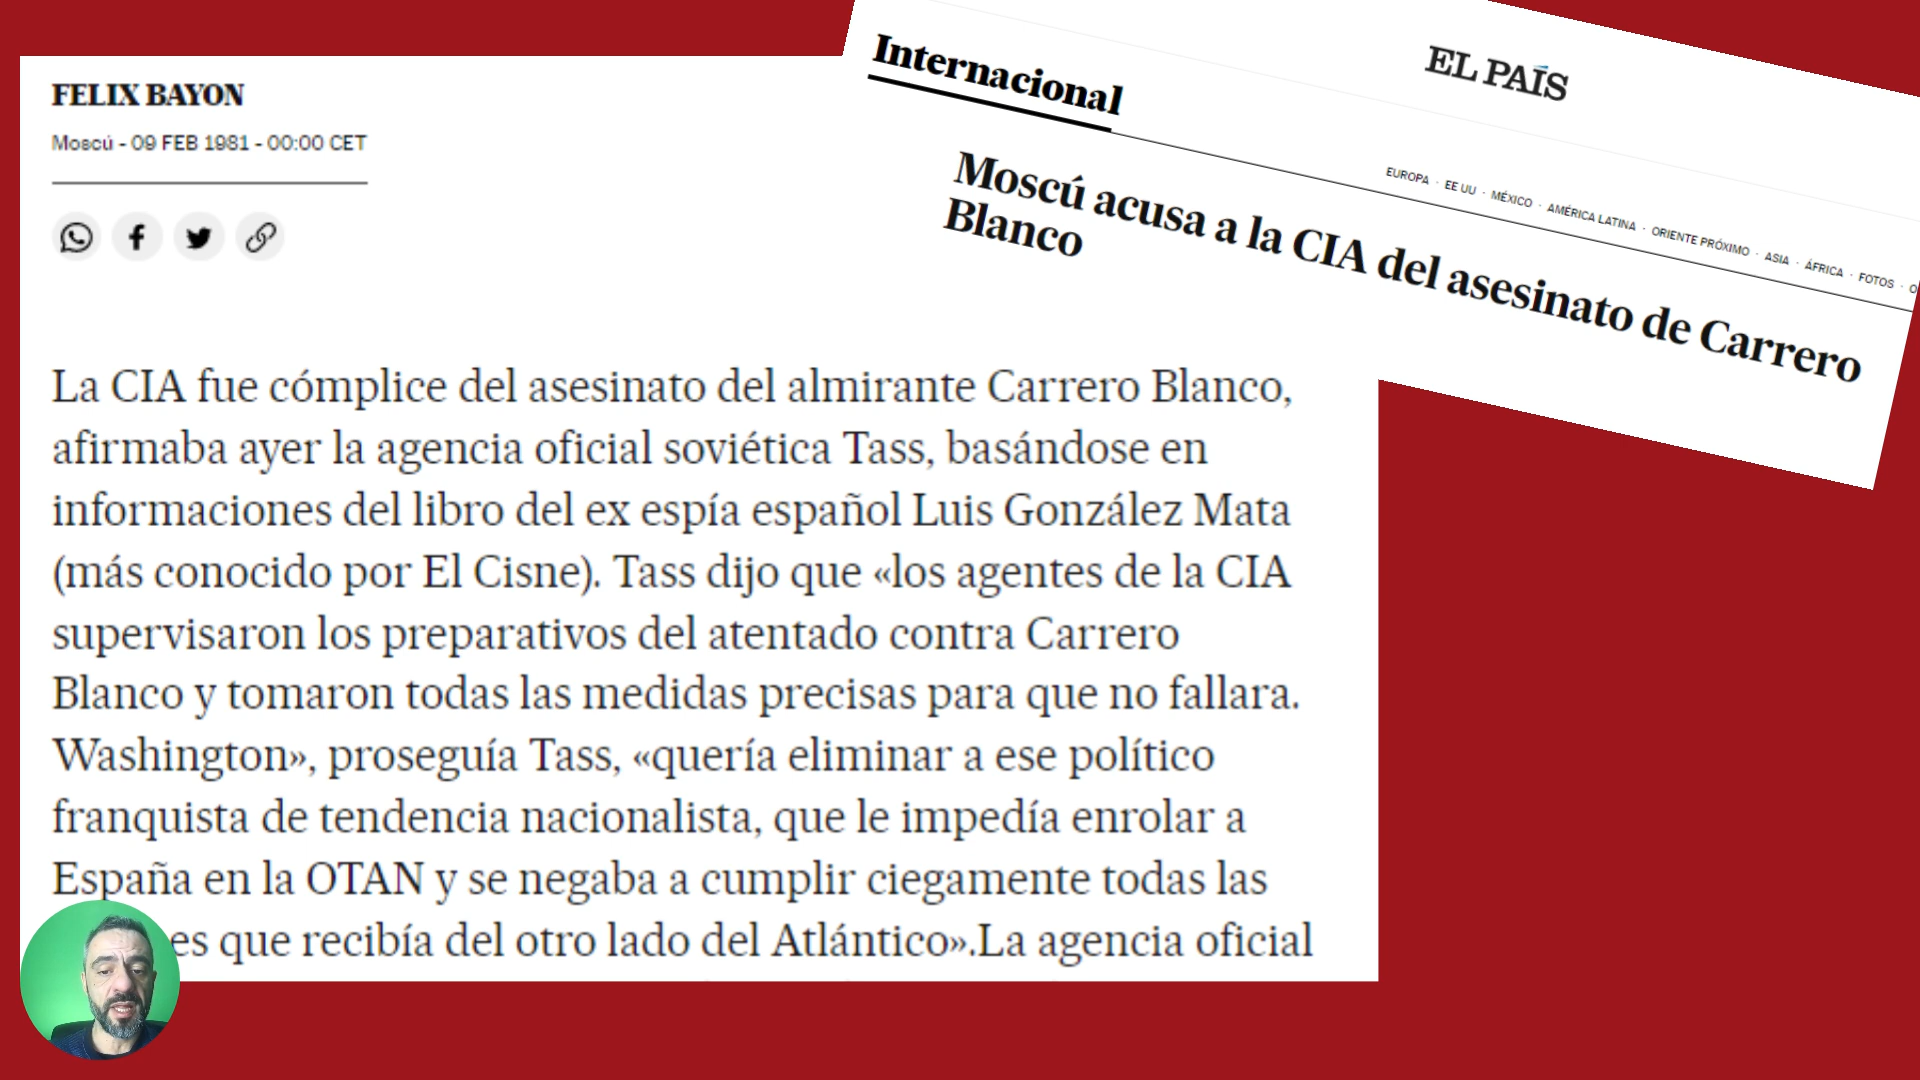 EL PAÍS
Internacional
EUROPA · EE UU · MÉXICO · AMÉRICA LATINA · ORIENTE PRÓXIMO · ASIA · ÁFRICA · FOTOS · O
Moscú acusa a la CIA del asesinato de Carrero
Blanco
FELIX BAYON
Moscú - 09 FEB 1981 - 00:00 CET
La CIA fue cómplice del asesinato del almirante Carrero Blanco,
afirmaba ayer la agencia oficial soviética Tass, basándose en
informaciones del libro del ex espía español Luis González Mata
(más conocido por El Cisne). Tass dijo que «los agentes de la CIA
supervisaron los preparativos del atentado contra Carrero
Blanco y tomaron todas las medidas precisas para que no fallara.
Washington», proseguía Tass, «quería eliminar a ese político
franquista de tendencia nacionalista, que le impedía enrolar a
España en la OTAN y se negaba a cumplir ciegamente todas las
es que recibía del otro lado del Atlántico».La agencia oficial